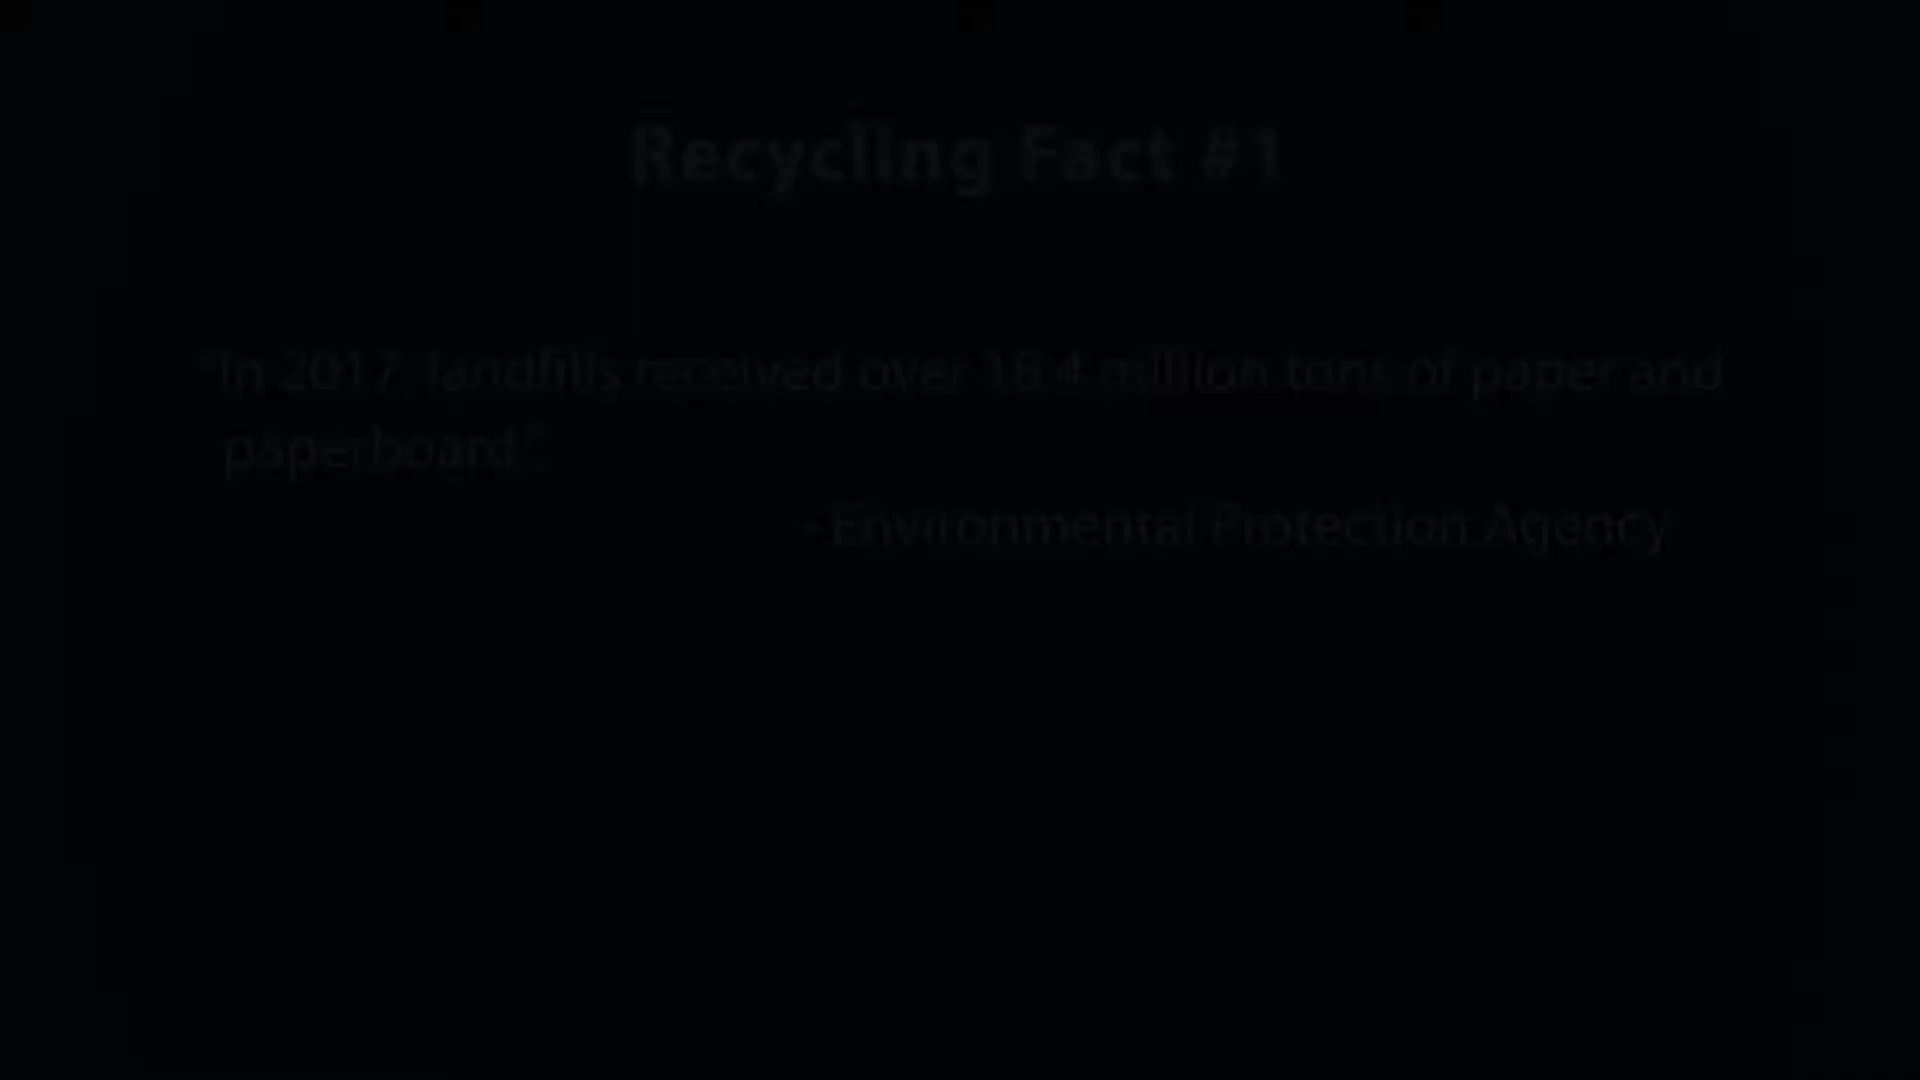 Recycling Fact #1
"In 2017, landfills received over 18.4 million tons of paper and
paperboard."
- Environmental Protection Agency